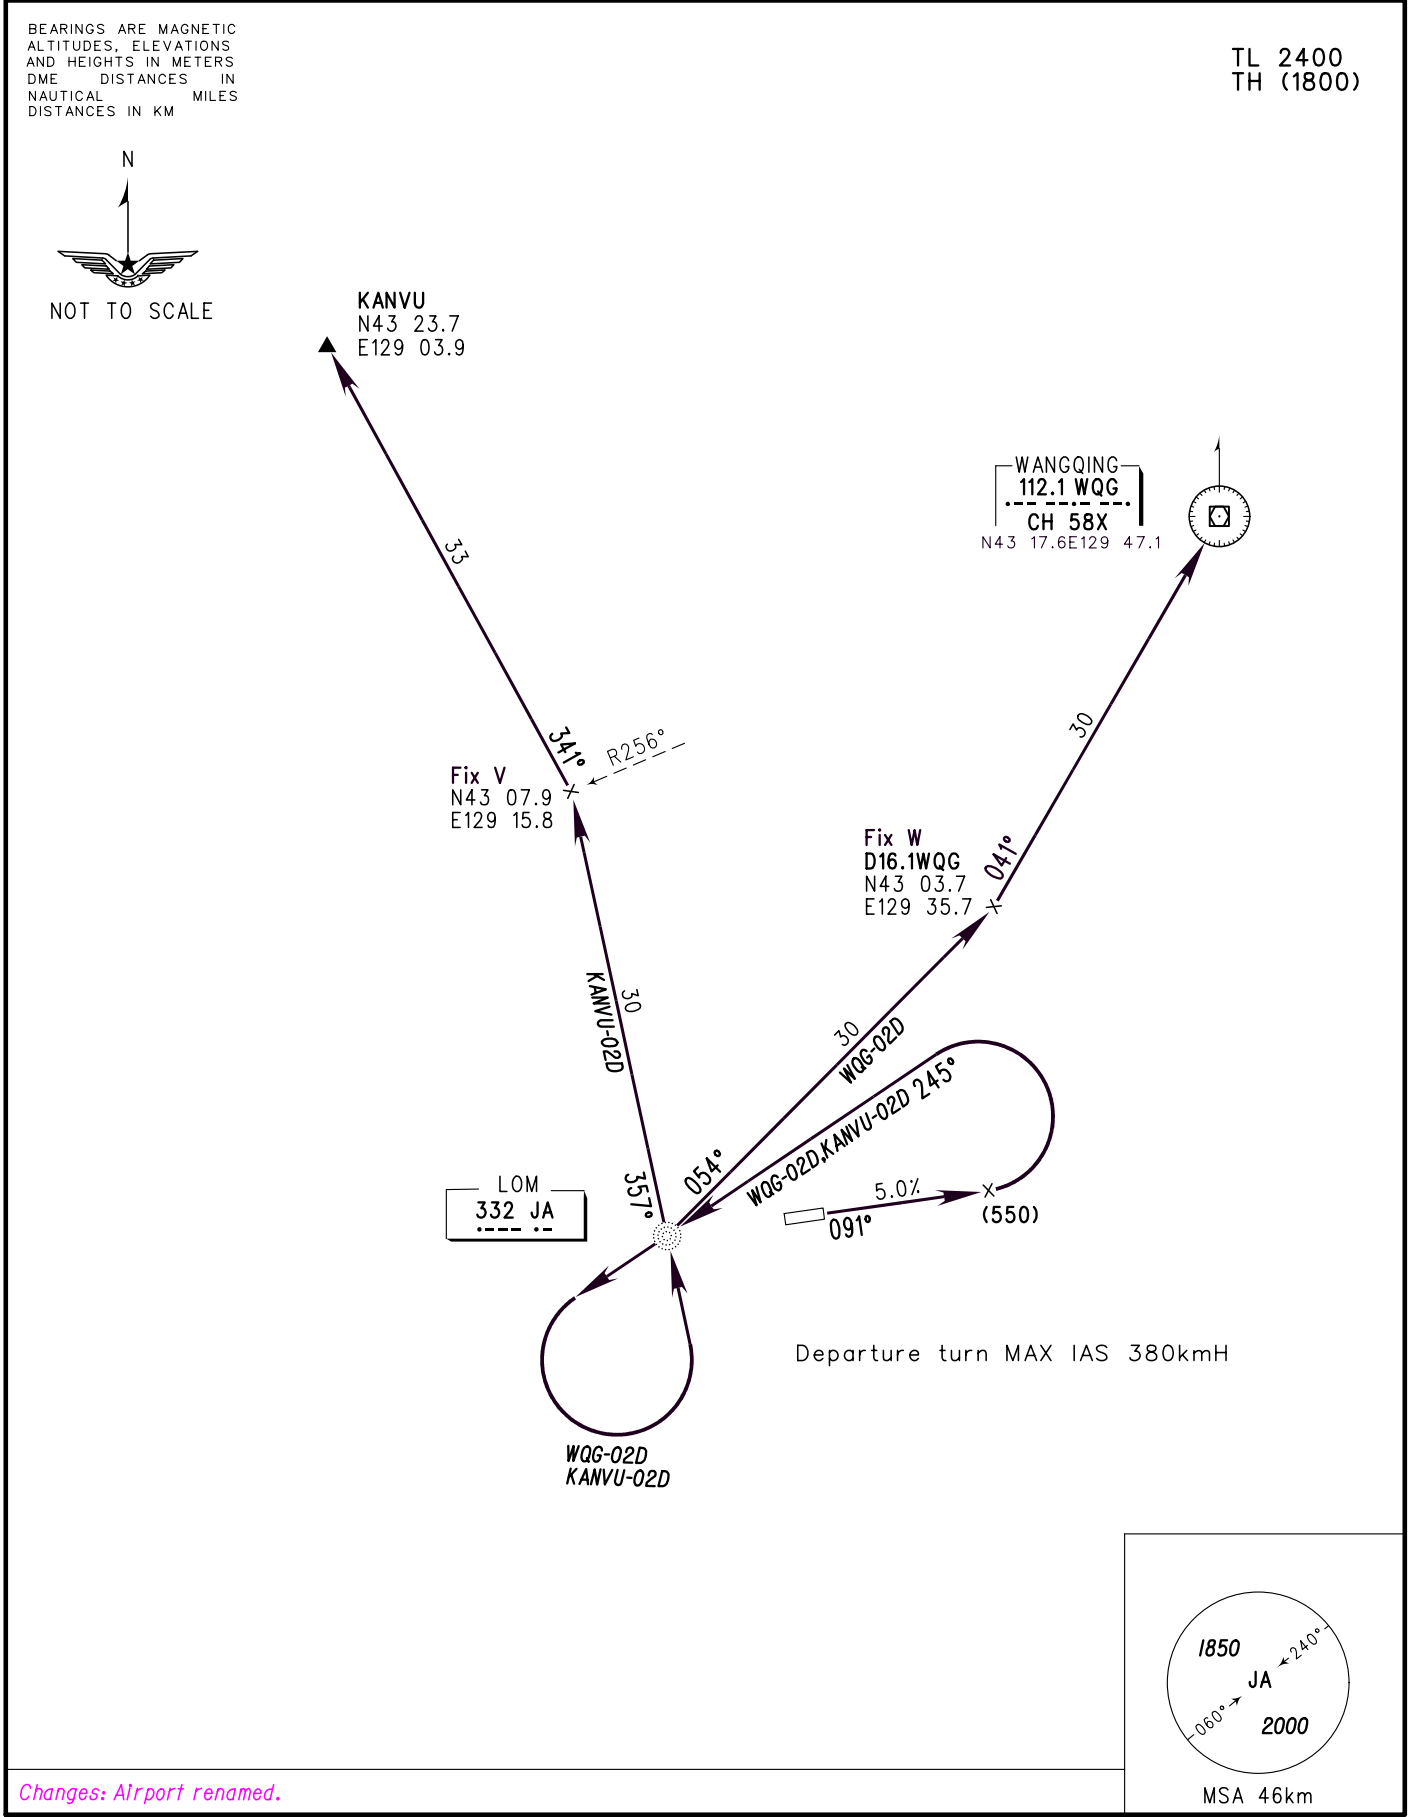 BEARINGS ARE MAGNETIC
ALTITUDES, ELEVATIONS
AND HEIGHTS IN METERS
DME DISTANCES IN
NAUTICAL MILES
DISTANCES IN KM
TL 2400
TH (1800)
N
NOT TO SCALE
KANVU
N43 23.7
E129 03.9
WANGQING
112.1 WQG
CH 58X
N43 17.6E129 47.1
33
30
341°
R256°
Fix V
N43 07.9
E129 15.8
Fix W
D16.1WQG
N43 03.7
E129 35.7
041°
KANVU-02D
30
30
WQG-02D
WQG-02D,KANVU-02D 245°
357°
054°
LOM
332 JA
5.0%
091°
(550)
Departure turn MAX IAS 380kmH
WQG-02D
KANVU-02D
1850
240°
JA
060°
2000
MSA 46km
Changes: Airport renamed.